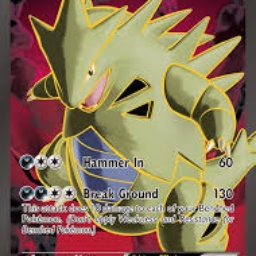 Hammer In 60
Break Ground 130
This attack does 10 damage to each of your Benched
Pokémon. (Don't apply Weakness and Resistance for
Benched Pokémon.)